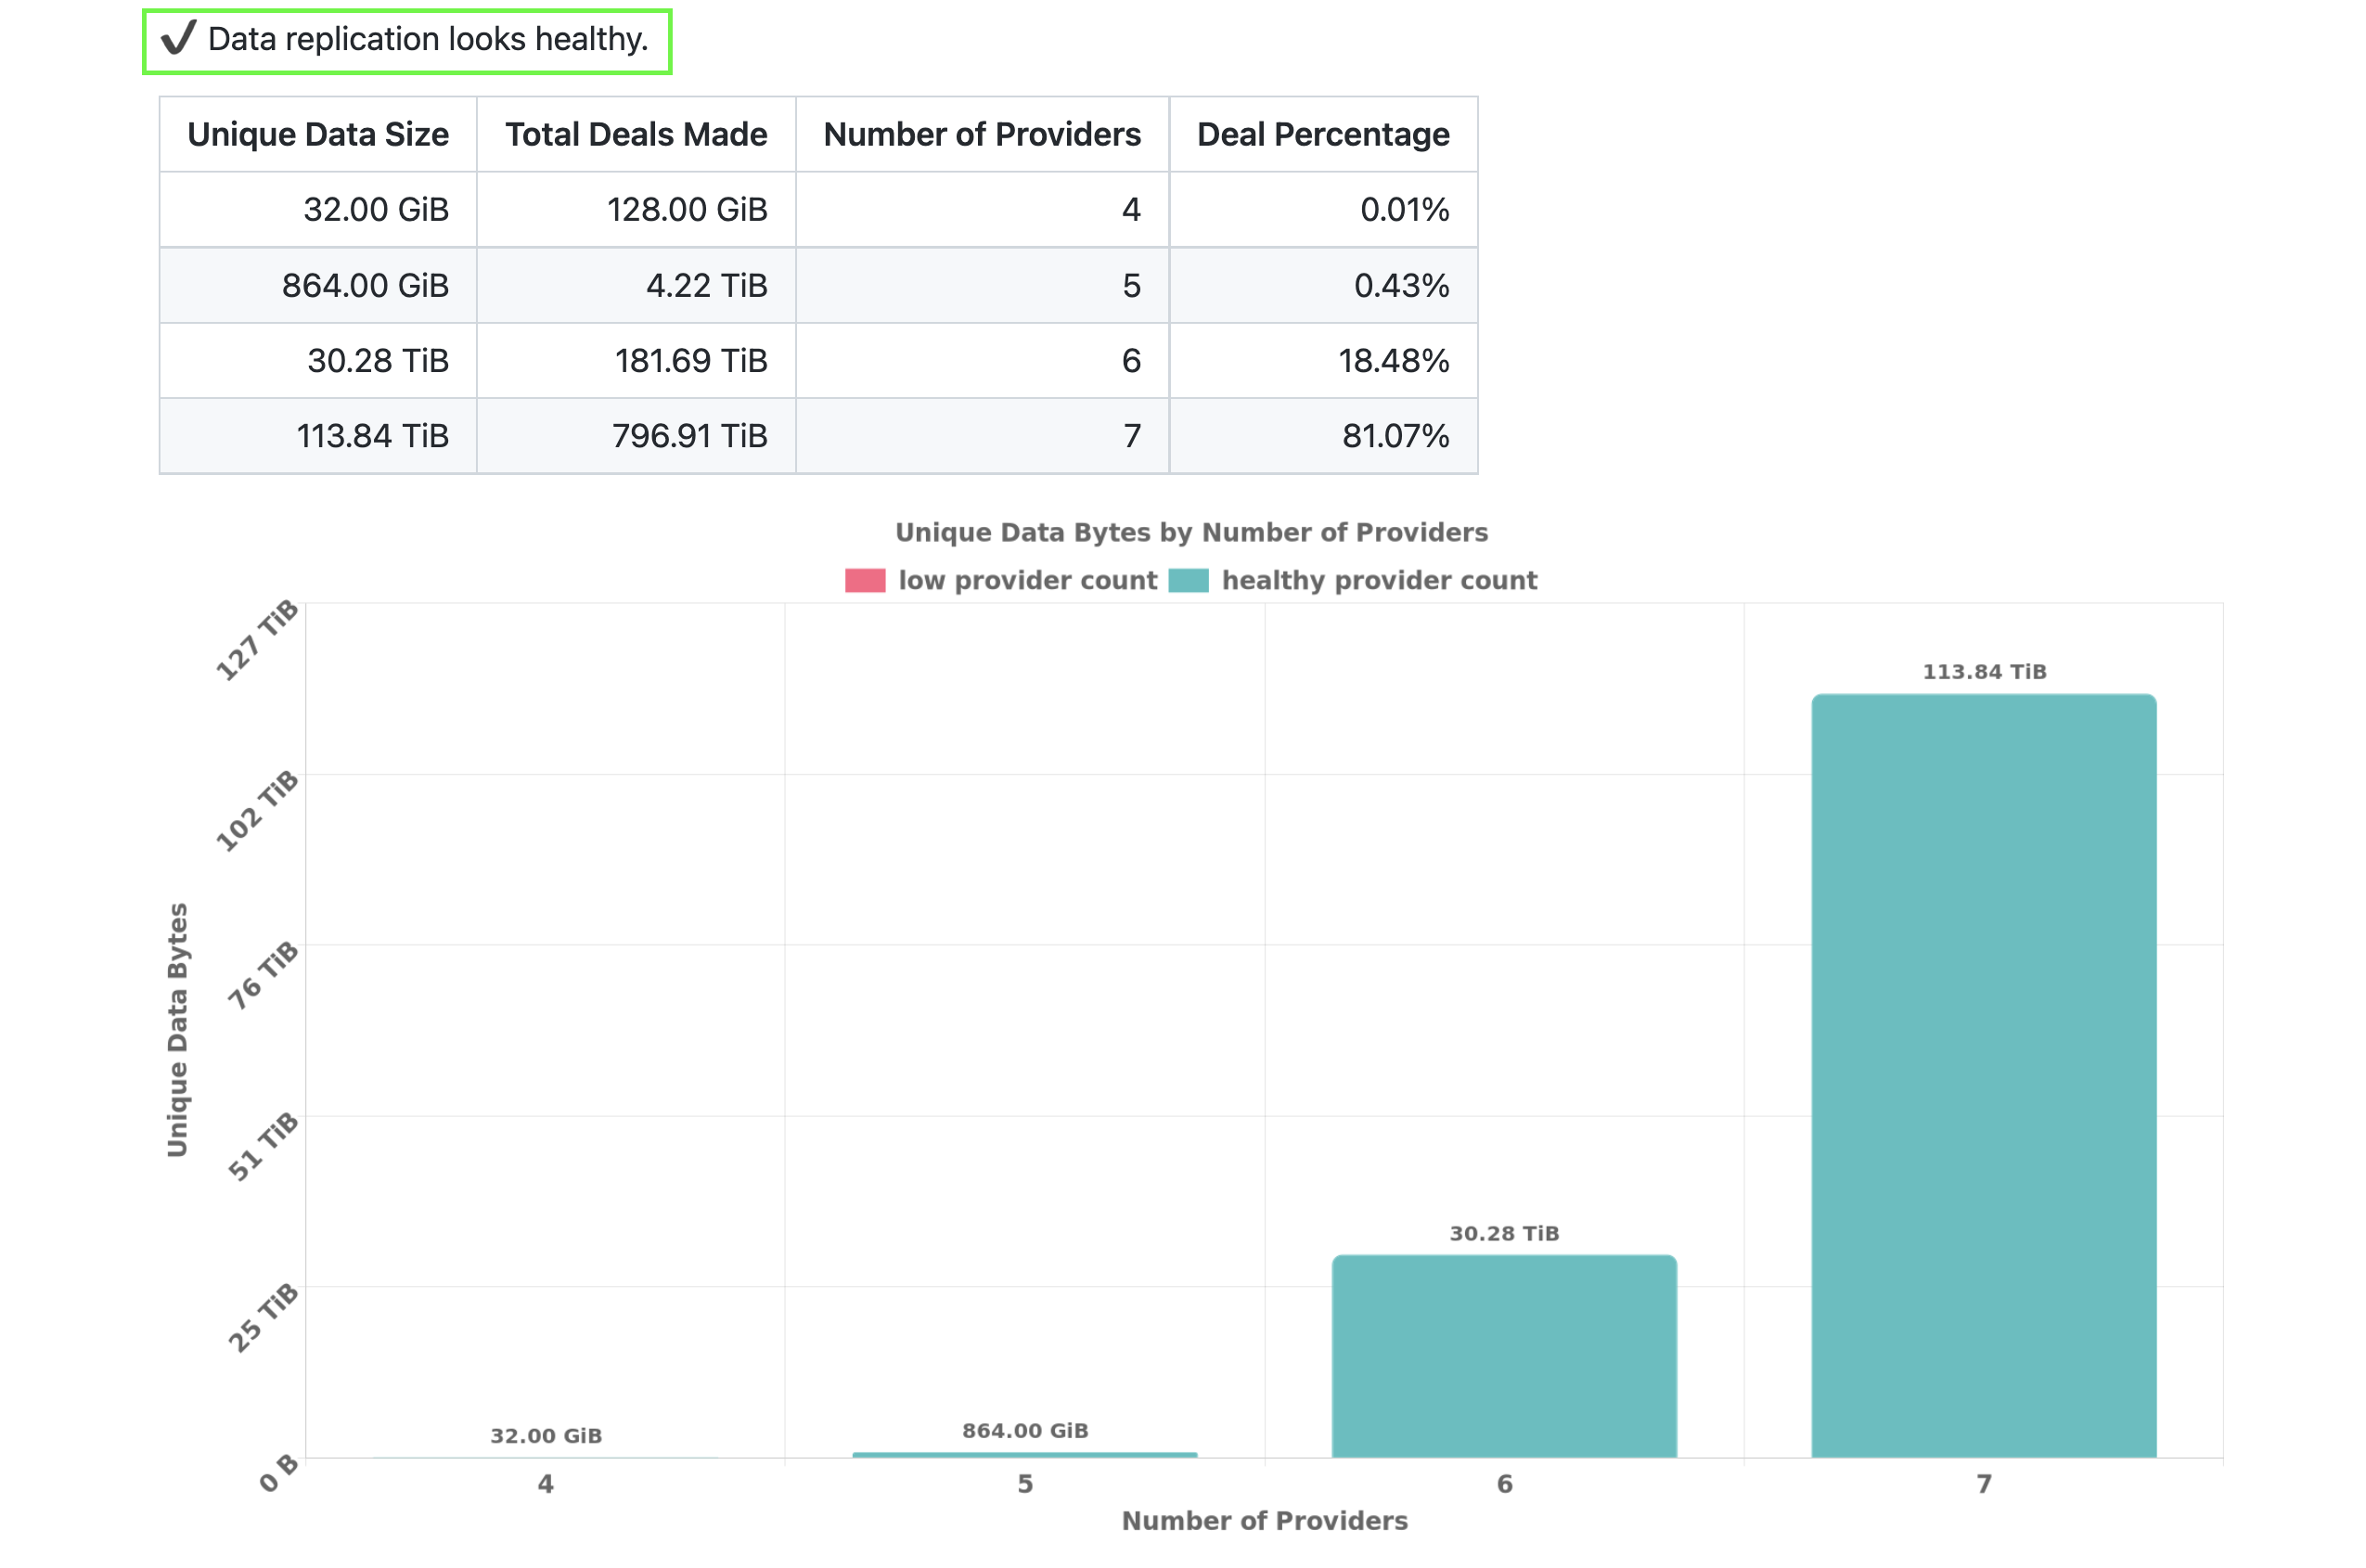 ✔ Data replication looks healthy.
Unique Data Size Total Deals Made Number of Providers Deal Percentage
32.00 GiB 128.00 GiB 4 0.01%
864.00 GiB 4.22 TiB 5 0.43%
30.28 TiB 181.69 TiB 6 18.48%
113.84 TiB 796.91 TiB 7 81.07%
Unique Data Bytes by Number of Providers
low provider count healthy provider count
127 TiB
102 TiB
76 TiB
51 TiB
25 TiB
0 B
Unique Data Bytes
32.00 GiB
864.00 GiB
30.28 TiB
113.84 TiB
4 5 6 7
Number of Providers